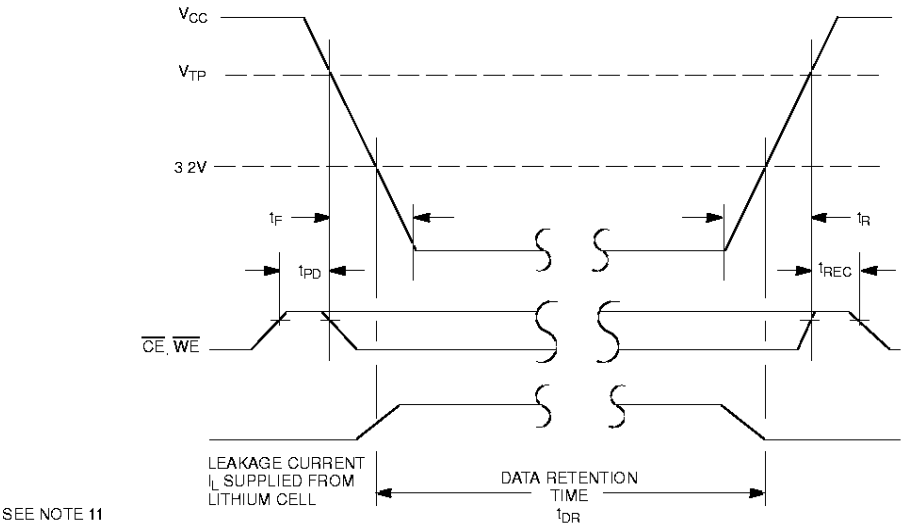 VCC
VTP
3.2V
tF
tR
tPD
tREC
CE, WE
LEAKAGE CURRENT
IL SUPPLIED FROM
LITHIUM CELL
DATA RETENTION
TIME
tDR
SEE NOTE 11